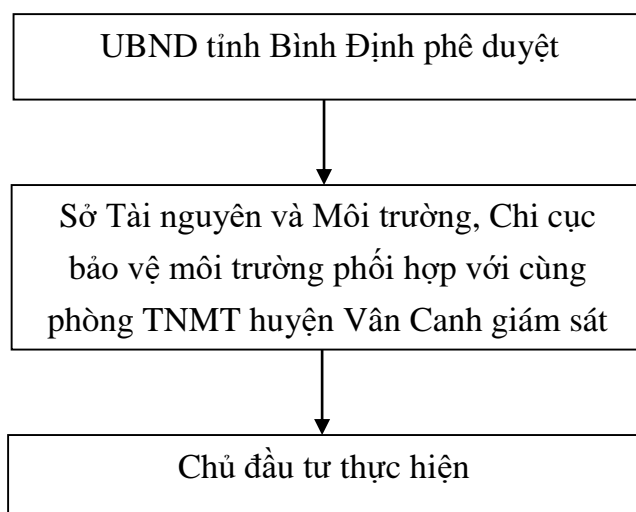 UBND tỉnh Bình Định phê duyệt
Sở Tài nguyên và Môi trường, Chi cục
bảo vệ môi trường phối hợp với cùng
phòng TNMT huyện Vân Canh giám sát
Chủ đầu tư thực hiện